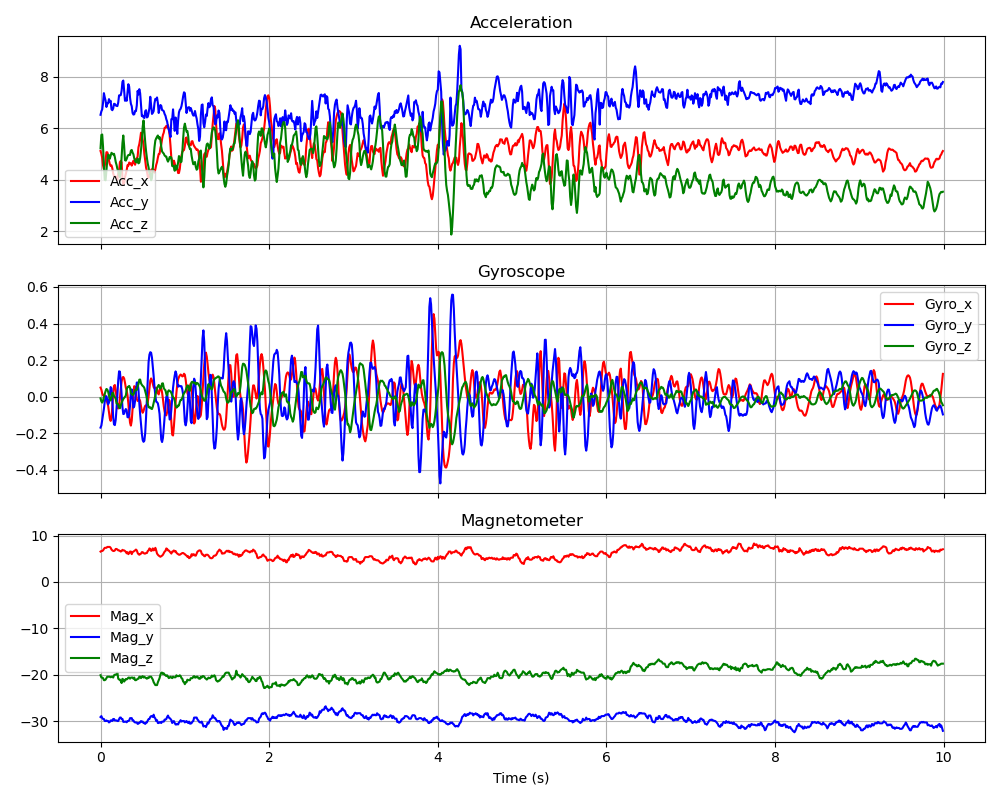 Acceleration
8
6
4
2
Acc_x
Acc_y
Acc_z
Gyroscope
0.6
0.4
0.2
0.0
−0.2
−0.4
Gyro_x
Gyro_y
Gyro_z
Magnetometer
10
0
−10
−20
−30
Mag_x
Mag_y
Mag_z
0 2 4 6 8 10
Time (s)